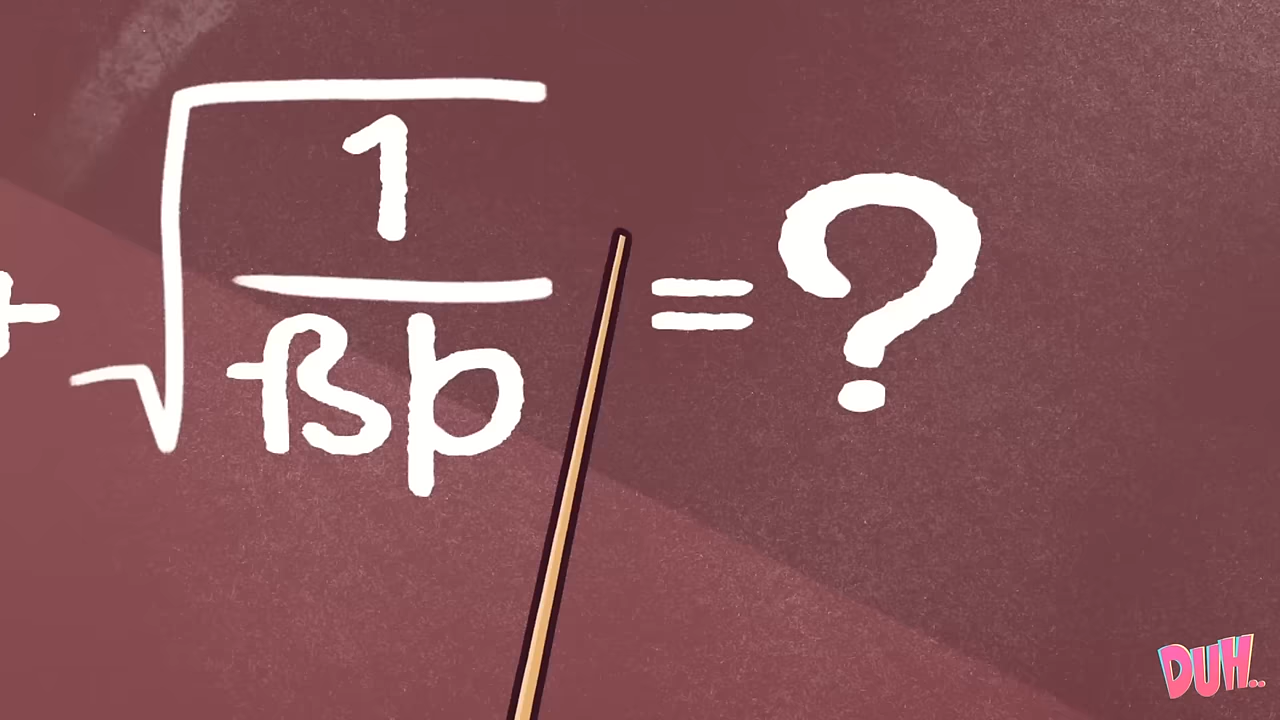 + √(1/ßp) = ?
DUH..